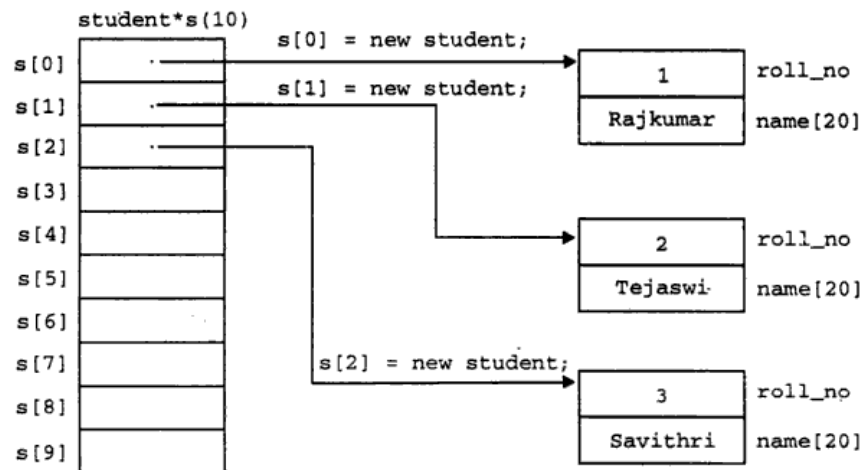 student*s(10)
s[0] = new student;
s[0]
1
roll_no
s[1] = new student;
s[1]
Rajkumar
name[20]
s[2]
s[3]
s[4]
2
roll_no
s[5]
Tejaswi
name[20]
s[6]
s[7]
s[2] = new student;
s[8]
3
roll_no
s[9]
Savithri
name[20]